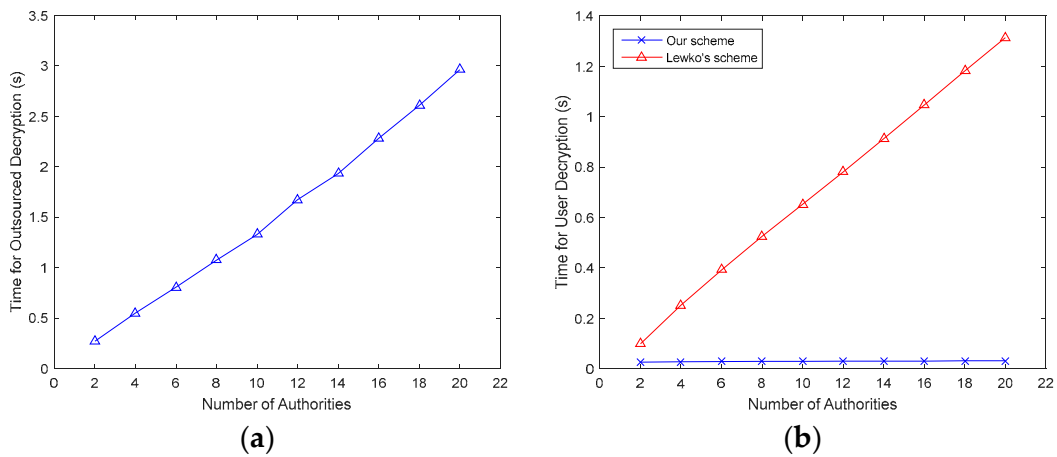 3.5
3
2.5
2
1.5
1
0.5
0
0 2 4 6 8 10 12 14 16 18 20 22
Time for Outsourced Decryption (s)
Number of Authorities
(a)
1.4
1.2
1
0.8
0.6
0.4
0.2
0
0 2 4 6 8 10 12 14 16 18 20 22
Time for User Decryption (s)
Our scheme
Lewko's scheme
Number of Authorities
(b)